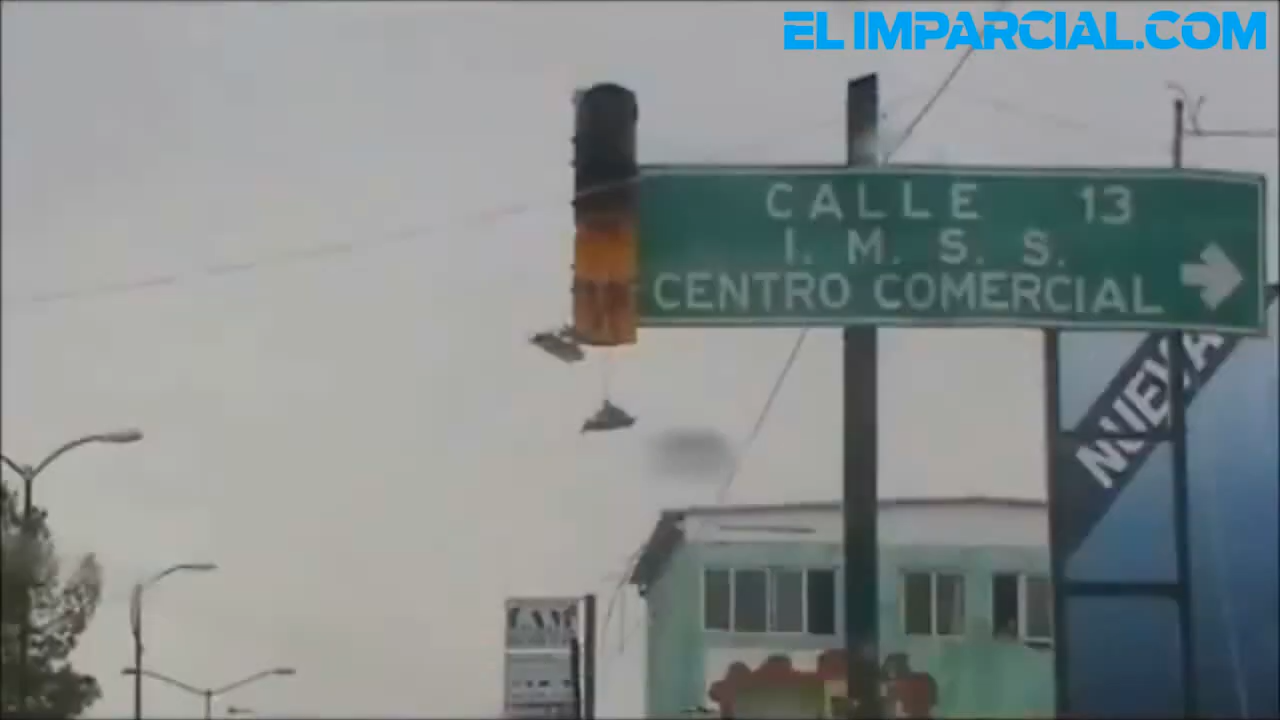 EL IMPARCIAL.COM
CALLE 13
I. M. S. S.
CENTRO COMERCIAL
NUEVA